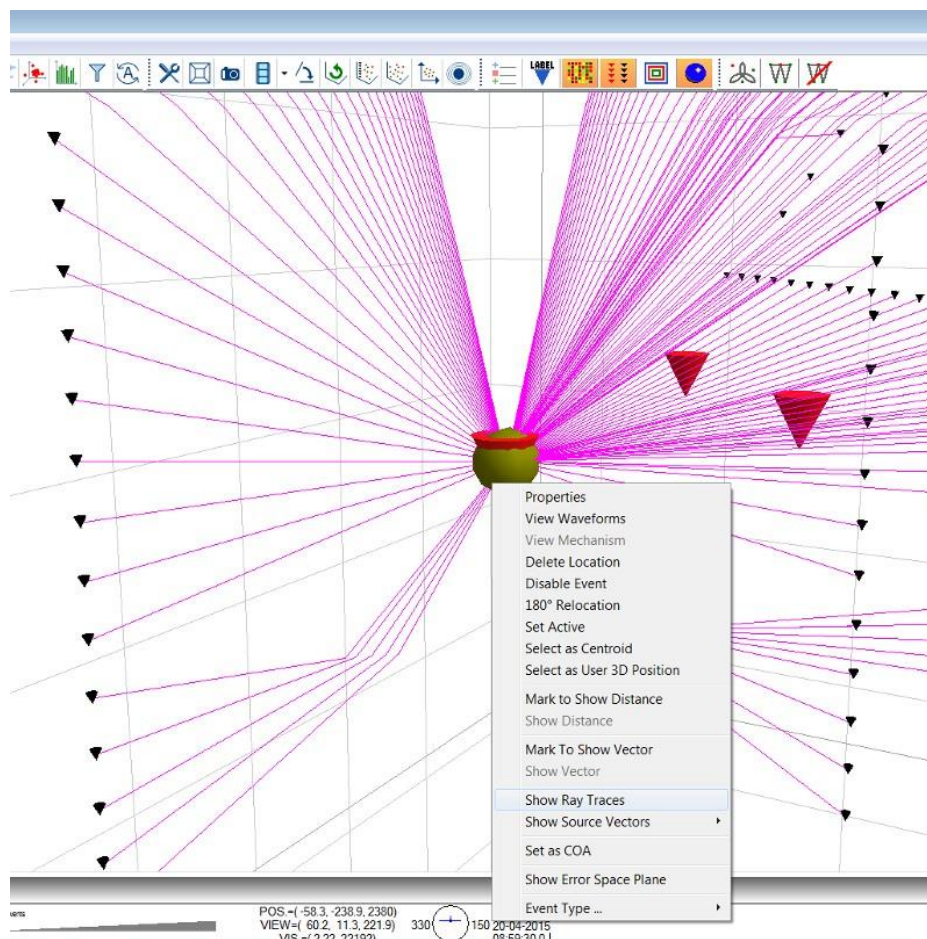 LABEL
Properties
View Waveforms
View Mechanism
Delete Location
Disable Event
180° Relocation
Set Active
Select as Centroid
Select as User 3D Position
Mark to Show Distance
Show Distance
Mark To Show Vector
Show Vector
Show Ray Traces
Show Source Vectors
Set as COA
Show Error Space Plane
Event Type ...
POS.=( -58.3, -238.9, 2380)
VIEW=( 60.2, 11.3, 221.9)
330
150
20-04-2015